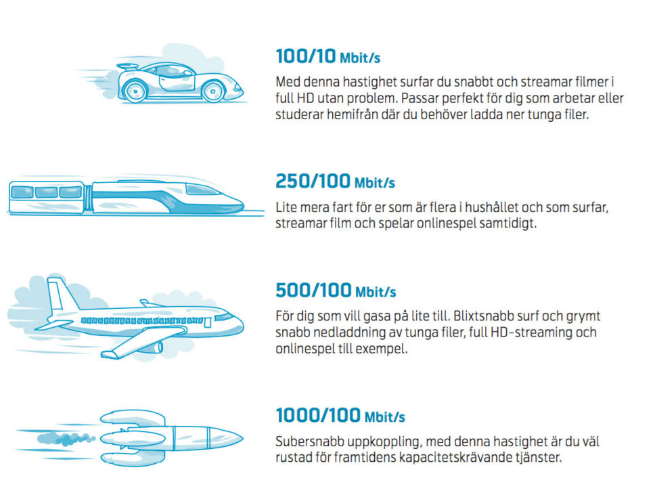 100/10 Mbit/s
Med denna hastighet surfar du snabbt och streamar filmer i
full HD utan problem. Passar perfekt för dig som arbetar eller
studerar hemifrån där du behöver ladda ner tunga filer.
250/100 Mbit/s
Lite mera fart för er som är flera i hushållet och som surfar,
streamar film och spelar onlinespel samtidigt.
500/100 Mbit/s
För dig som vill gasa på lite till. Blixtsnabb surf och grymt
snabb nedladdning av tunga filer, full HD-streaming och
onlinespel till exempel.
1000/100 Mbit/s
Subersnabb uppkoppling, med denna hastighet är du väl
rustad för framtidens kapacitetskrävande tjänster.